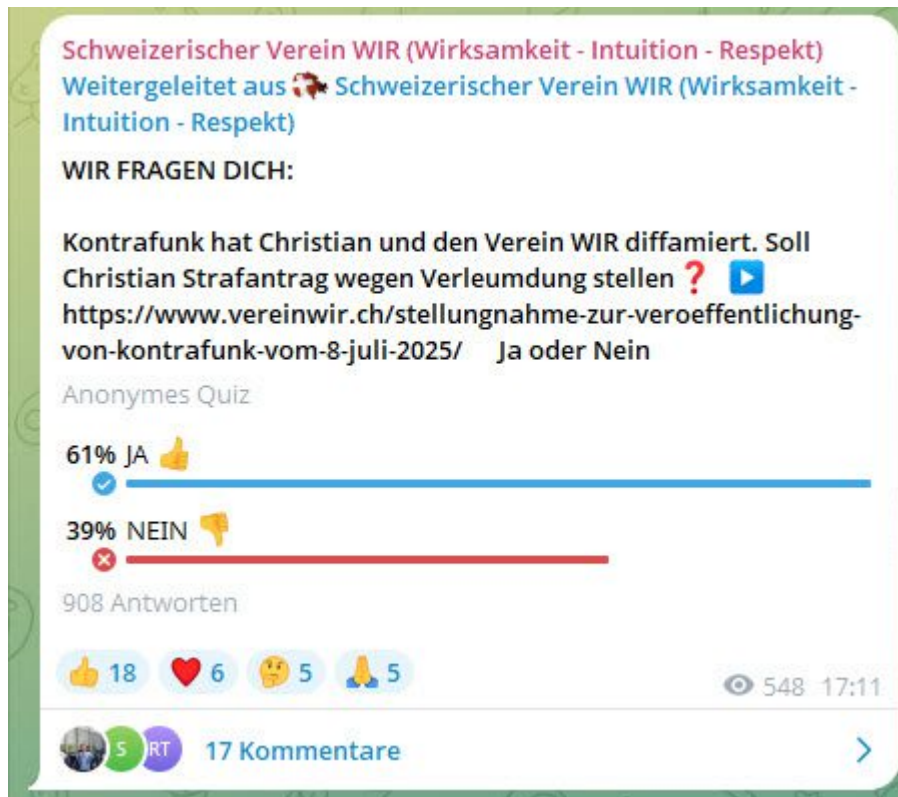 Schweizerischer Verein WIR (Wirksamkeit - Intuition - Respekt)
Weitergeleitet aus Schweizerischer Verein WIR (Wirksamkeit -
Intuition - Respekt)
WIR FRAGEN DICH:
Kontrafunk hat Christian und den Verein WIR diffamiert. Soll
Christian Strafantrag wegen Verleumdung stellen❓ ▶️
https://www.vereinwir.ch/stellungnahme-zur-veroeffentlichung-
von-kontrafunk-vom-8-juli-2025/ Ja oder Nein
Anonymes Quiz
61% JA 👍
39% NEIN 👎
908 Antworten
👍 18 ❤️ 6 🤔 5 🙏 5
548 17:11
S RT 17 Kommentare